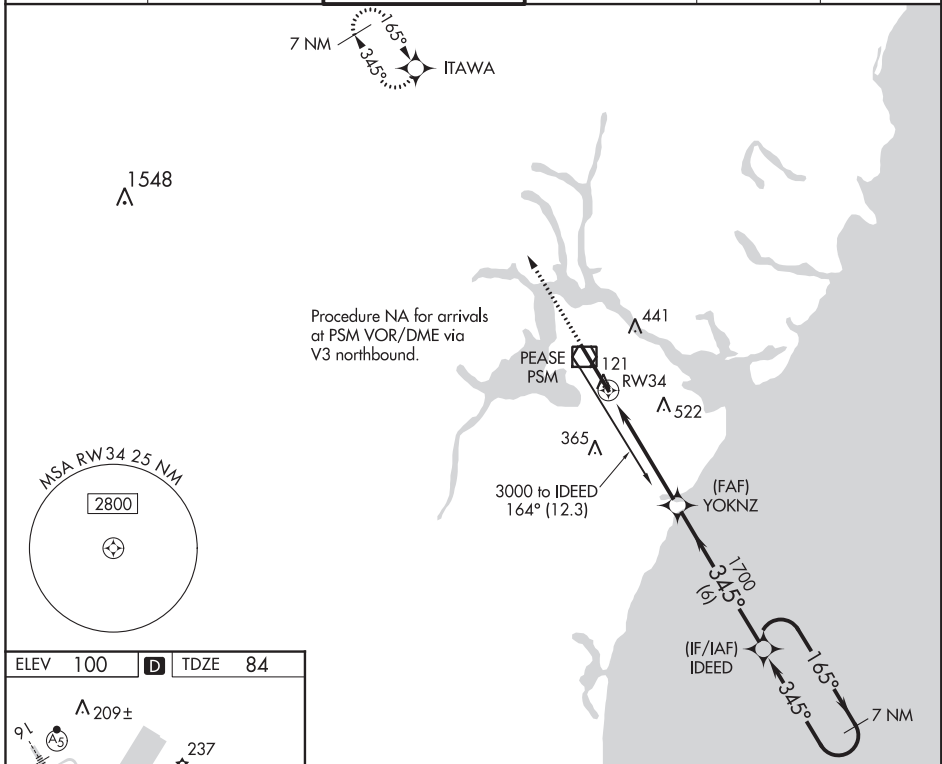 7 NM
165°
345°
ITAWA
1548
Procedure NA for arrivals
at PSM VOR/DME via
V3 northbound.
441
PEASE
PSM
121
RW34
522
365
3000 to IDEED
164° (12.3)
(FAF)
YOKNZ
MSA RW34 25 NM
2800
1700
345°
(6)
(IF/IAF)
IDEED
165°
345°
7 NM
ELEV 100 D TDZE 84
209±
16
A5
237